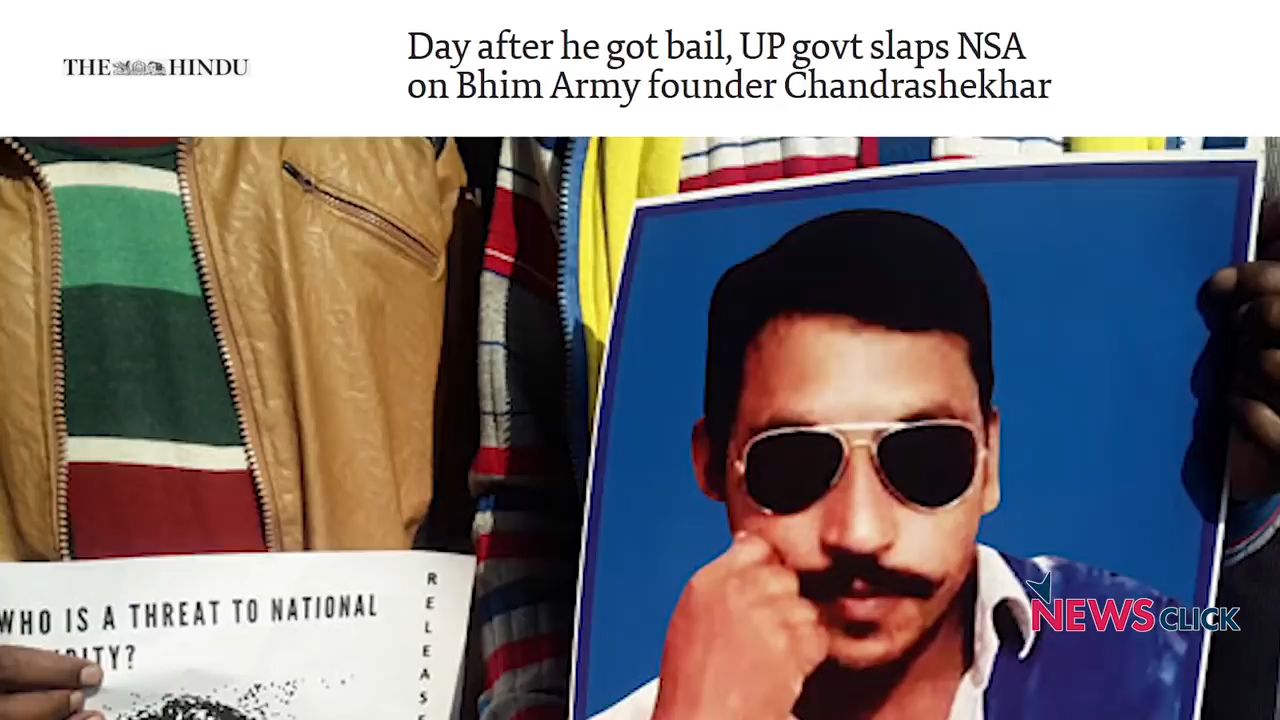 THE HINDU
Day after he got bail, UP govt slaps NSA
on Bhim Army founder Chandrashekhar
WHO IS A THREAT TO NATIONAL
RELEASE
NEWSCLICK